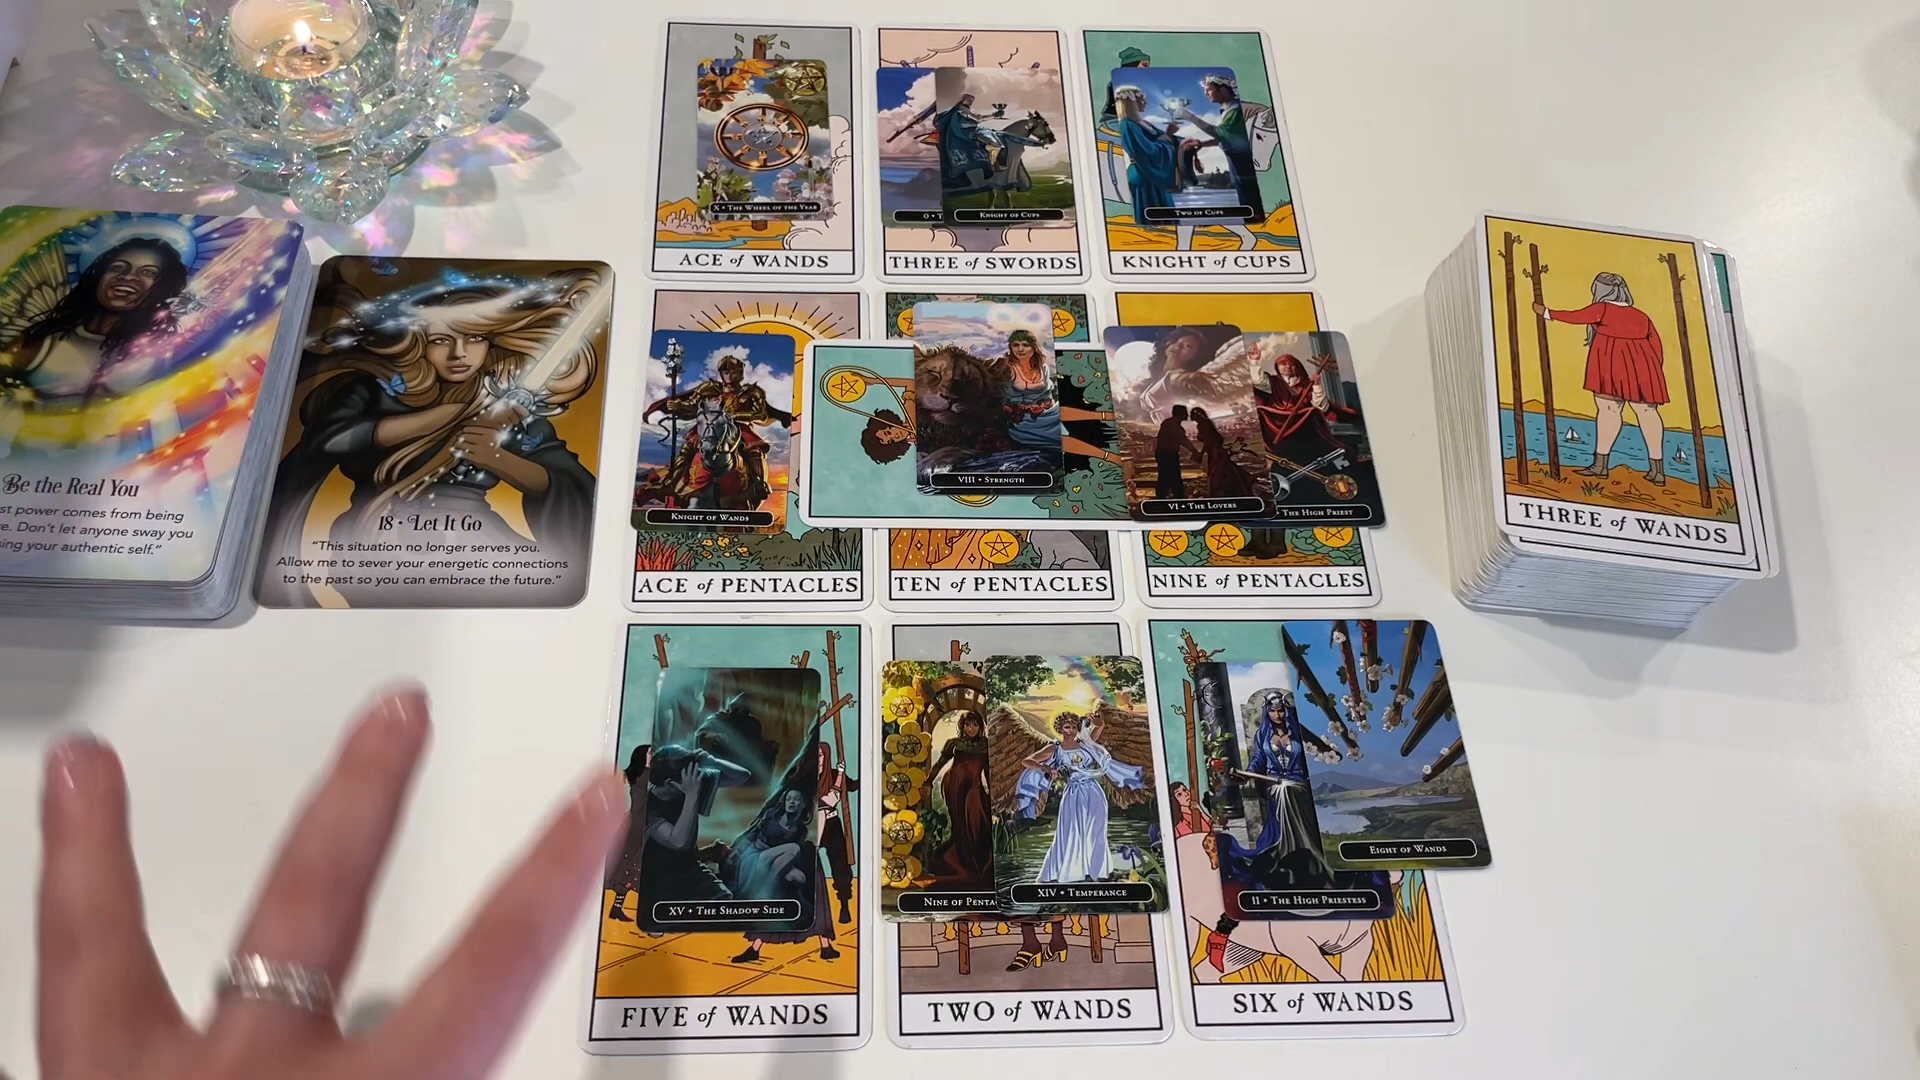 X • The Wheel of the Year
ACE of WANDS
Knight of Cups
THREE of SWORDS
Two of Cups
KNIGHT of CUPS
Be the Real You
power comes from being
Don't let anyone sway you
your authentic self."
18 • Let It Go
"This situation no longer serves you.
Allow me to sever your energetic connections
to the past so you can embrace the future."
Knight of Wands
ACE of PENTACLES
VIII • Strength
TEN of PENTACLES
VI • The Lovers
• The High Priest
NINE of PENTACLES
THREE of WANDS
XV • The Shadow Side
FIVE of WANDS
Nine of
XIV • Temperance
TWO of WANDS
II • The High Priestess
Eight of Wands
SIX of WANDS